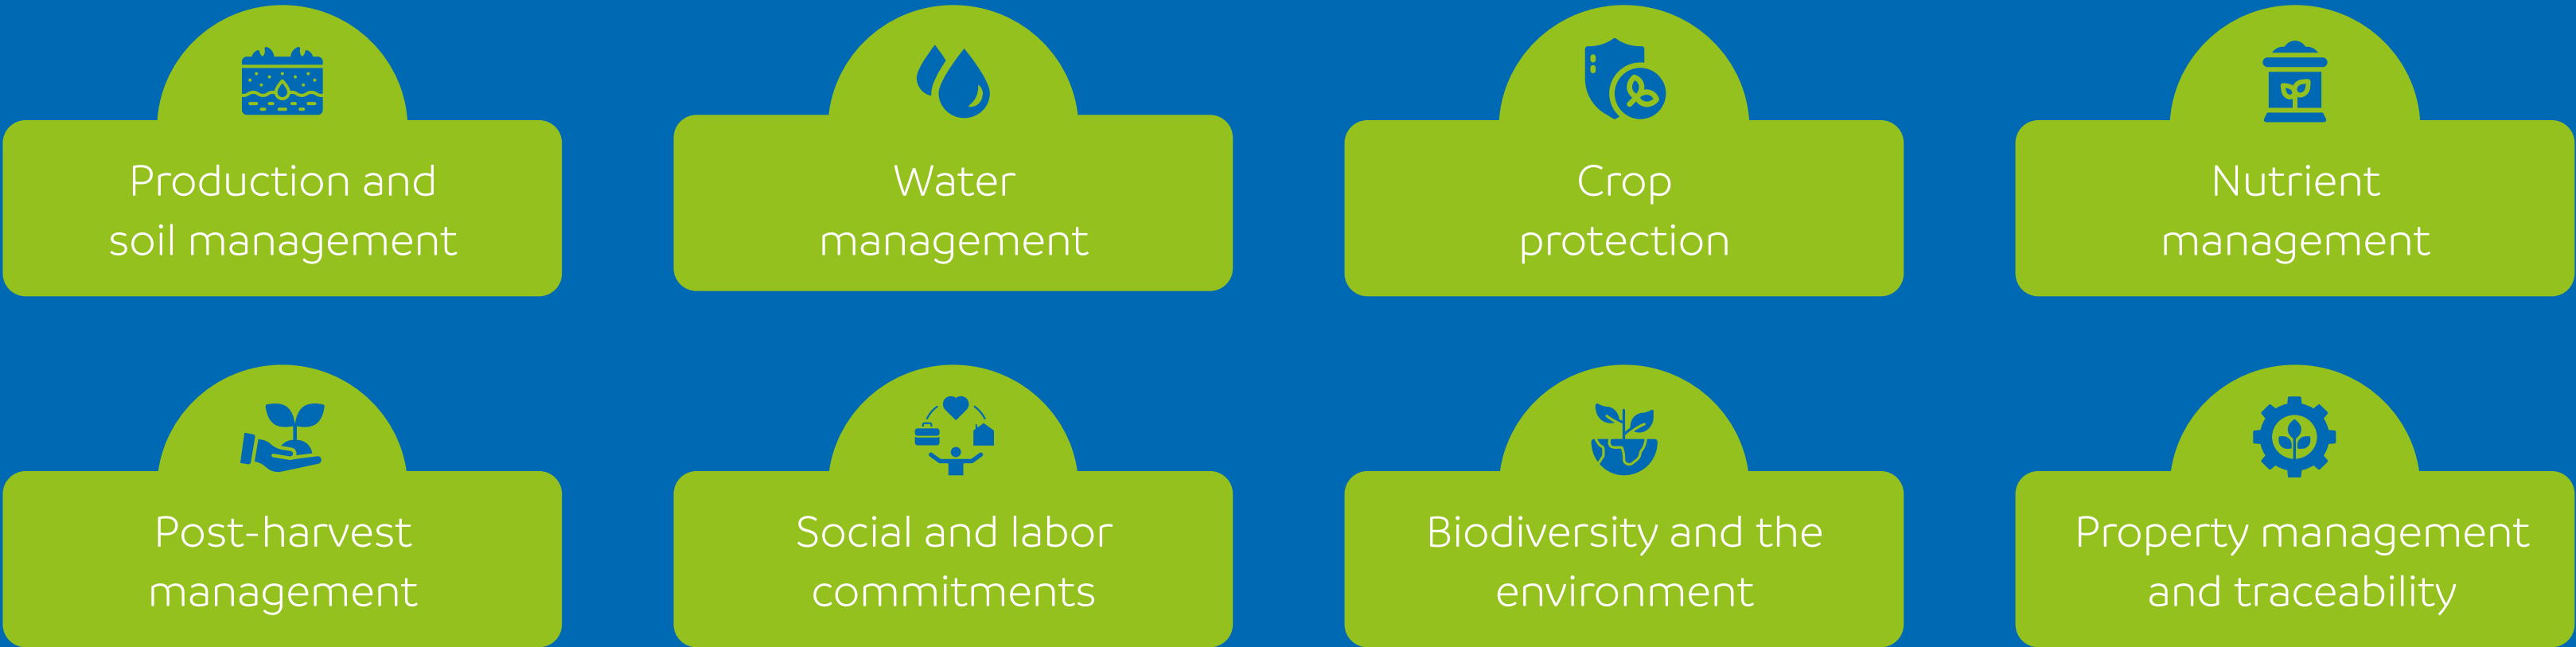 Production and
soil management
Water
management
Crop
protection
Nutrient
management
Post-harvest
management
Social and labor
commitments
Biodiversity and the
environment
Property management
and traceability